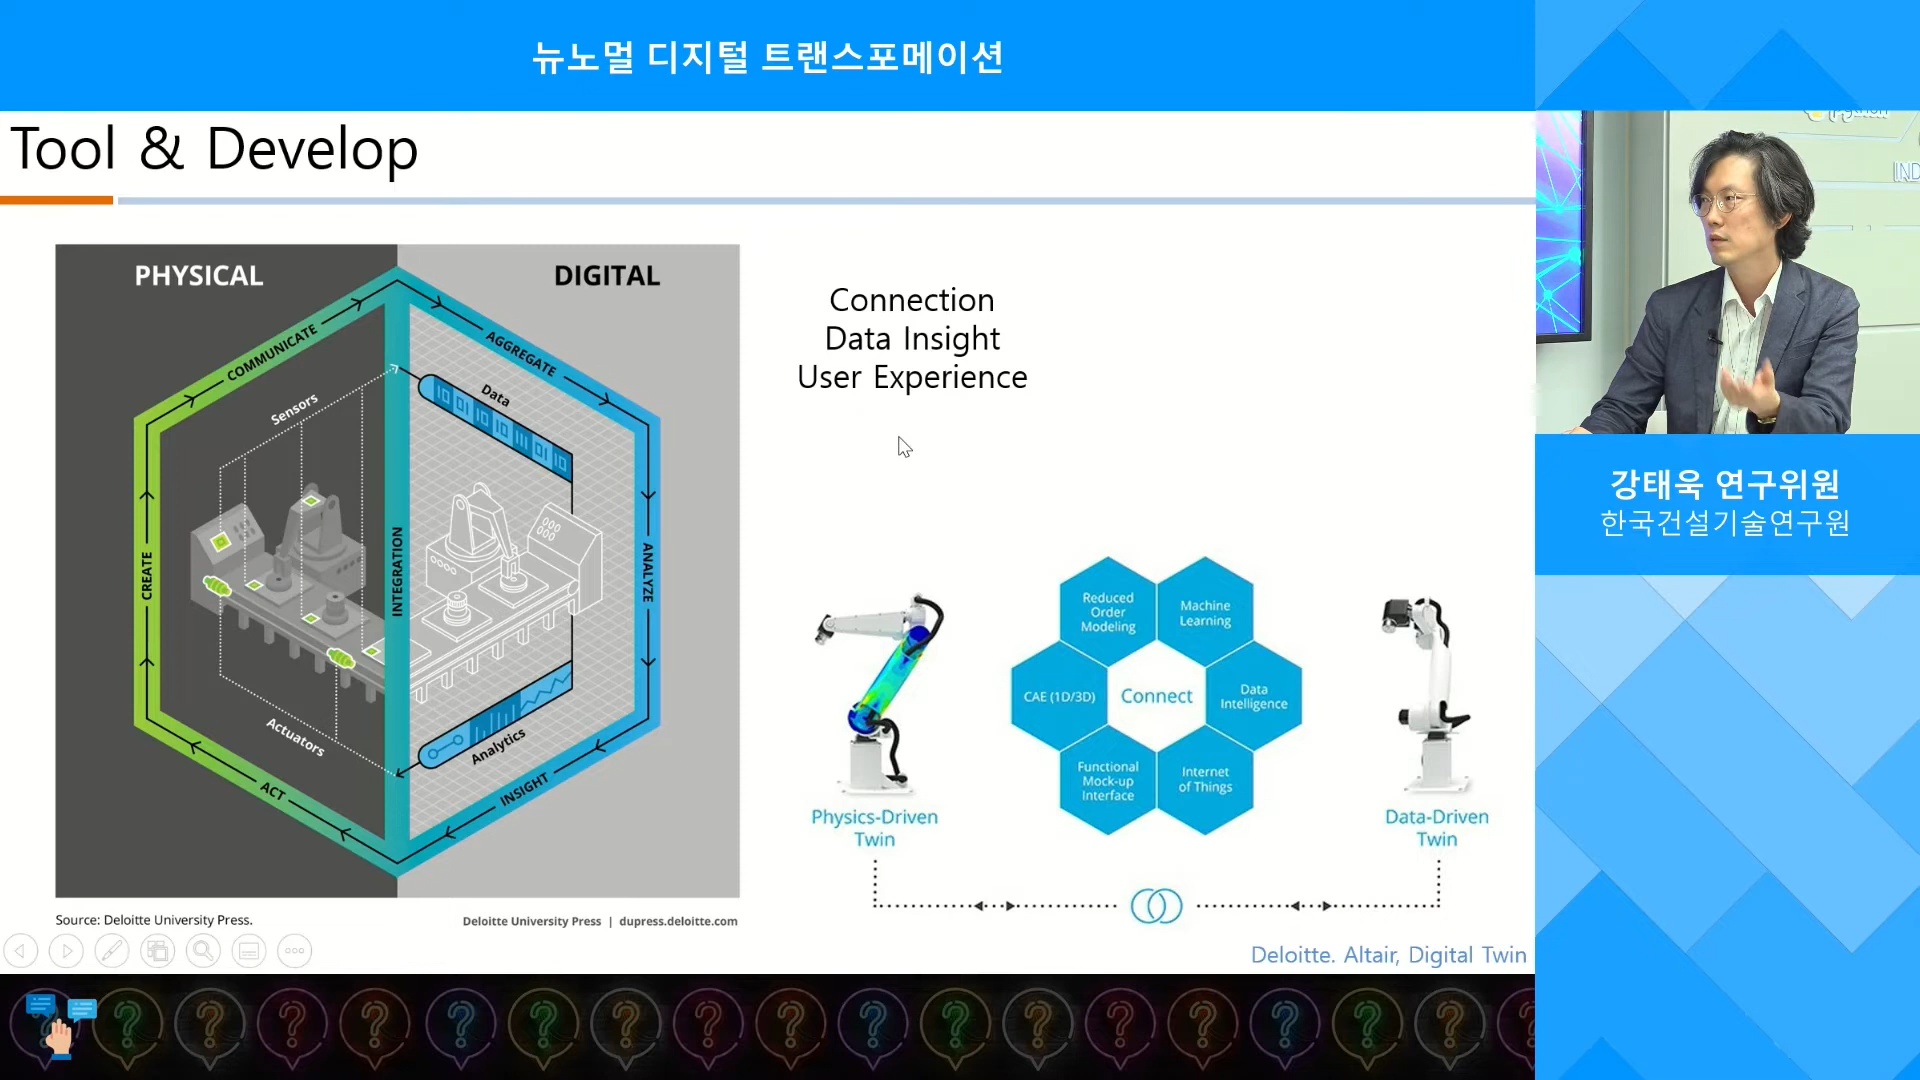 뉴노멀 디지털 트랜스포메이션
Tool & Develop
PHYSICAL
DIGITAL
COMMUNICATE
AGGREGATE
Sensors
Data
CREATE
INTEGRATION
ANALYZE
Actuators
Analytics
ACT
INSIGHT
Source: Deloitte University Press.
Deloitte University Press | dupress.deloitte.com
Connection
Data Insight
User Experience
Reduced
Order
Modeling
Machine
Learning
CAE (1D/3D)
Connect
Data
Intelligence
Functional
Mock-up
Interface
Internet
of Things
Physics-Driven
Twin
Data-Driven
Twin
Deloitte. Altair, Digital Twin
강태욱 연구위원
한국건설기술연구원